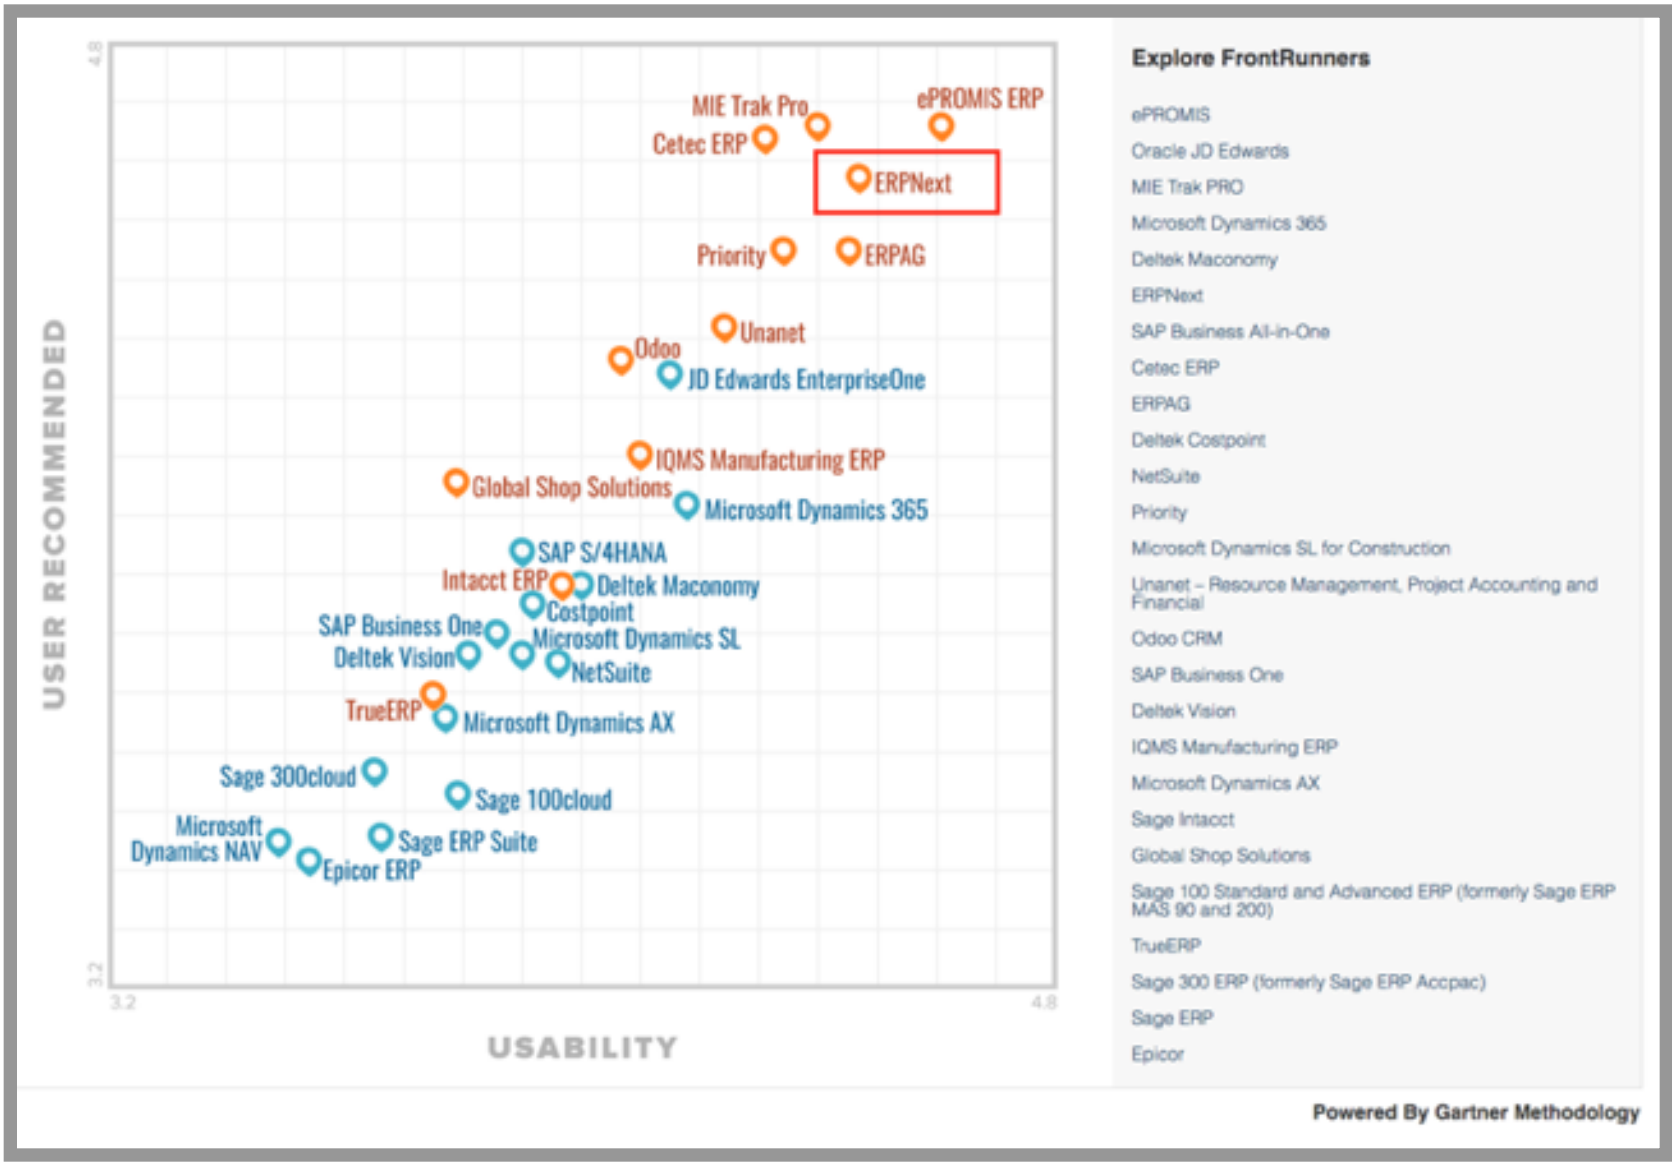 4.8
MIE Trak Pro
ePROMIS ERP
Cetec ERP
ERPNext
Priority
ERPAG
Unanet
Odoo
JD Edwards EnterpriseOne
IQMS Manufacturing ERP
Global Shop Solutions
Microsoft Dynamics 365
SAP S/4HANA
Intacct ERP
Deltek Maconomy
Costpoint
SAP Business One
Microsoft Dynamics SL
Deltek Vision
NetSuite
TrueERP
Microsoft Dynamics AX
Sage 300cloud
Sage 100cloud
Microsoft
Dynamics NAV
Sage ERP Suite
Epicor ERP
USER RECOMMENDED
3.2
3.2
4.8
USABILITY
Explore FrontRunners
ePROMIS
Oracle JD Edwards
MIE Trak PRO
Microsoft Dynamics 365
Deltek Maconomy
ERPNext
SAP Business All-in-One
Cetec ERP
ERPAG
Deltek Costpoint
NetSuite
Priority
Microsoft Dynamics SL for Construction
Unanet – Resource Management, Project Accounting and
Financial
Odoo CRM
SAP Business One
Deltek Vision
IQMS Manufacturing ERP
Microsoft Dynamics AX
Sage Intacct
Global Shop Solutions
Sage 100 Standard and Advanced ERP (formerly Sage ERP
MAS 90 and 200)
TrueERP
Sage 300 ERP (formerly Sage ERP Accpac)
Sage ERP
Epicor
Powered By Gartner Methodology